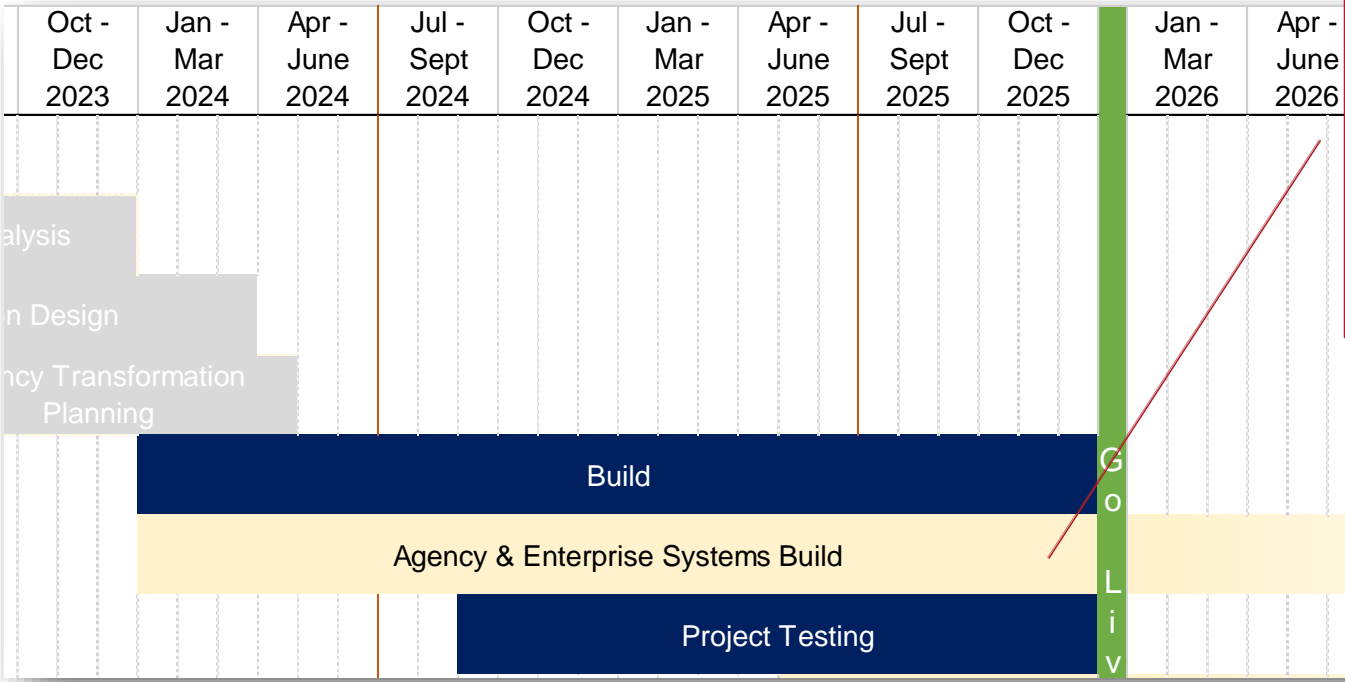 Oct - Dec 2023
Jan - Mar 2024
Apr - June 2024
Jul - Sept 2024
Oct - Dec 2024
Jan - Mar 2025
Apr - June 2025
Jul - Sept 2025
Oct - Dec 2025
Jan - Mar 2026
Apr - June 2026
alysis
n Design
ncy Transformation
Planning
Build
Agency & Enterprise Systems Build
Project Testing
Go Liv